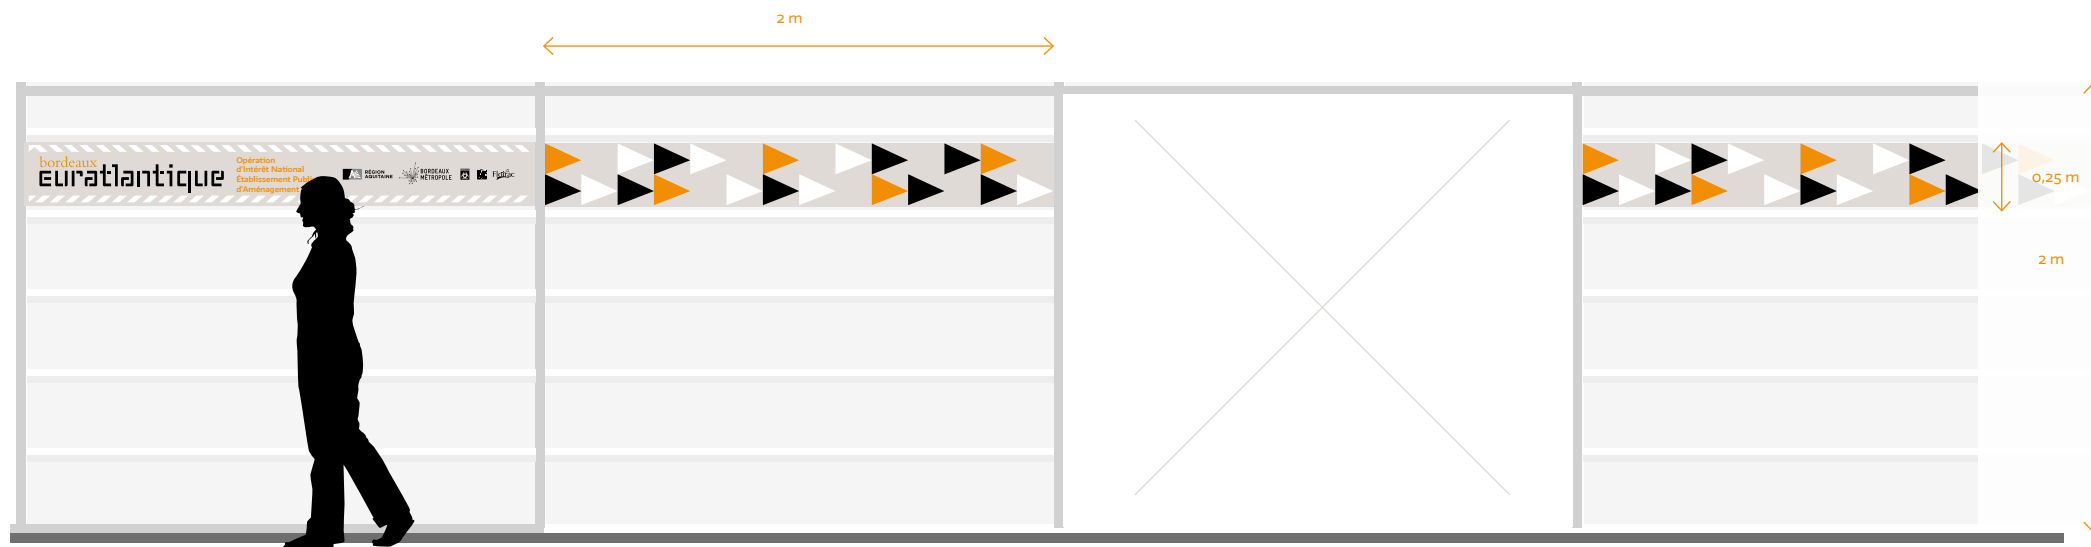 2 m
bordeaux
euratlantique
Opération
d'Intérêt National
Établissement Public
d'Aménagement
RÉGION
AQUITAINE
BORDEAUX
MÉTROPOLE
0,25 m
2 m